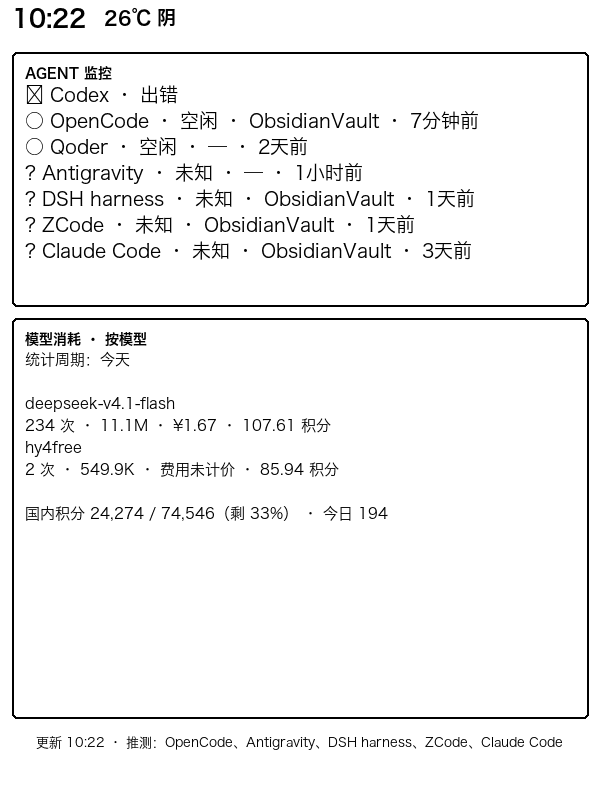 10:22 26℃ 阴
AGENT 监控
☒ Codex · 出错
○ OpenCode · 空闲 · ObsidianVault · 7分钟前
○ Qoder · 空闲 · — · 2天前
? Antigravity · 未知 · — · 1小时前
? DSH harness · 未知 · ObsidianVault · 1天前
? ZCode · 未知 · ObsidianVault · 1天前
? Claude Code · 未知 · ObsidianVault · 3天前
模型消耗 · 按模型
统计周期：今天
deepseek-v4.1-flash
234 次 · 11.1M · ¥1.67 · 107.61 积分
hy4free
2 次 · 549.9K · 费用未计价 · 85.94 积分
国内积分 24,274 / 74,546（剩 33%） · 今日 194
更新 10:22 · 推测：OpenCode、Antigravity、DSH harness、ZCode、Claude Code